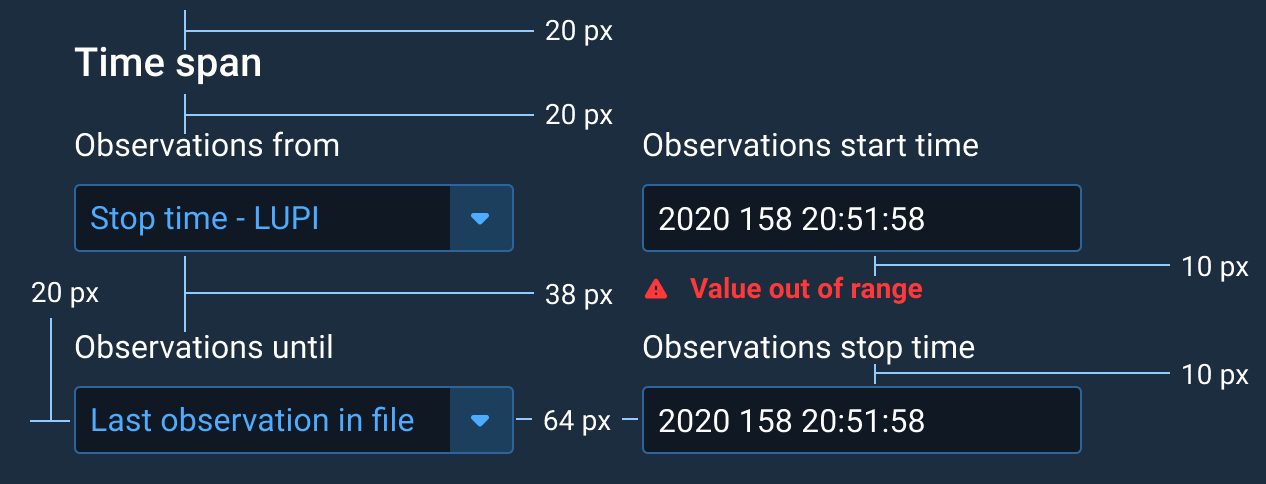 20 px
Time span
20 px
Observations from
Observations start time
Stop time - LUPI
2020 158 20:51:58
10 px
20 px
38 px
Value out of range
Observations until
Observations stop time
10 px
Last observation in file
64 px
2020 158 20:51:58